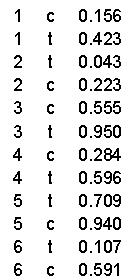 1 c 0.156
1 t 0.423
2 t 0.043
2 c 0.223
3 c 0.555
3 t 0.950
4 c 0.284
4 t 0.596
5 t 0.709
5 c 0.940
6 t 0.107
6 c 0.591